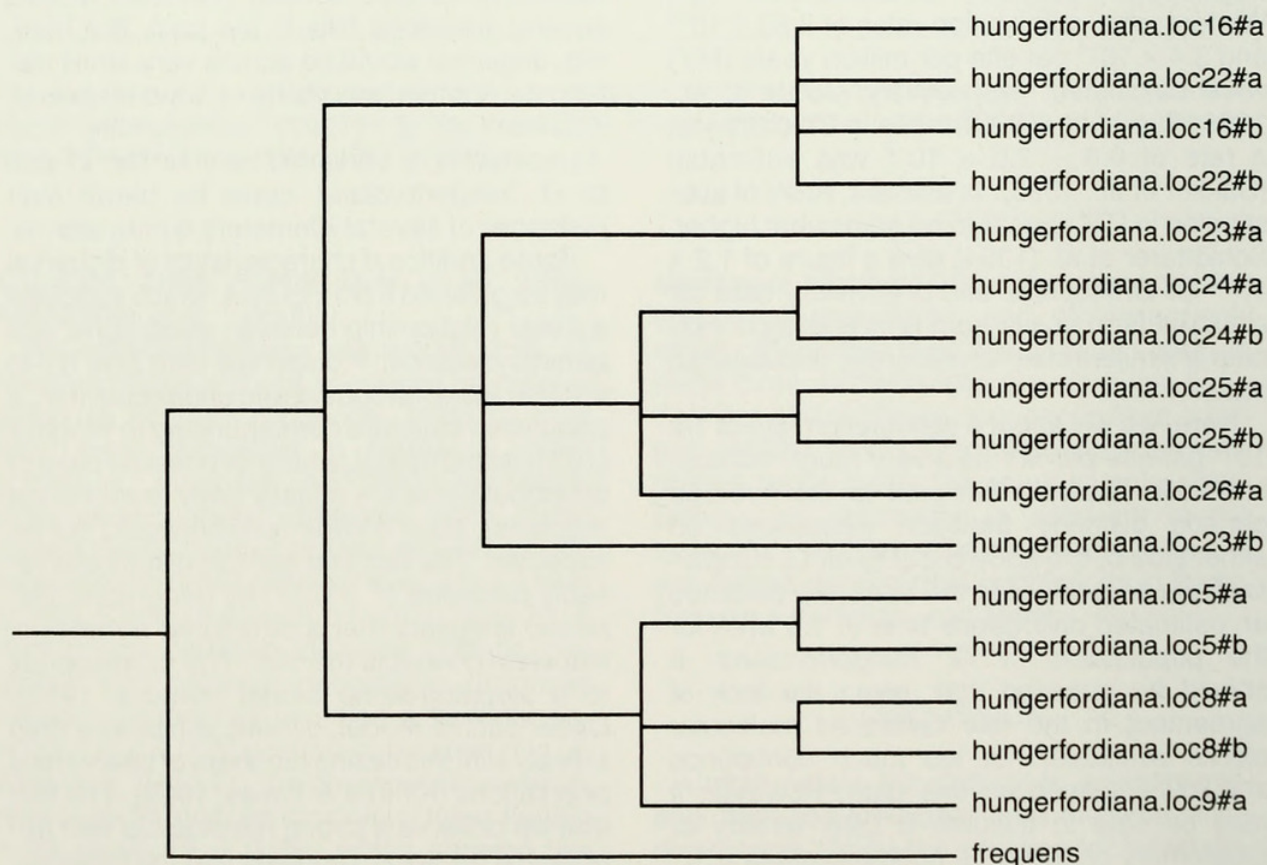 hungerfordiana.loc16#a
hungerfordiana.loc22#a
hungerfordiana.loc16#b
hungerfordiana.loc22#b
hungerfordiana.loc23#a
hungerfordiana.loc24#a
hungerfordiana.loc24#b
hungerfordiana.loc25#a
hungerfordiana.loc25#b
hungerfordiana.loc26#a
hungerfordiana.loc23#b
hungerfordiana.loc5#a
hungerfordiana.loc5#b
hungerfordiana.loc8#a
hungerfordiana.loc8#b
hungerfordiana.loc9#a
frequens